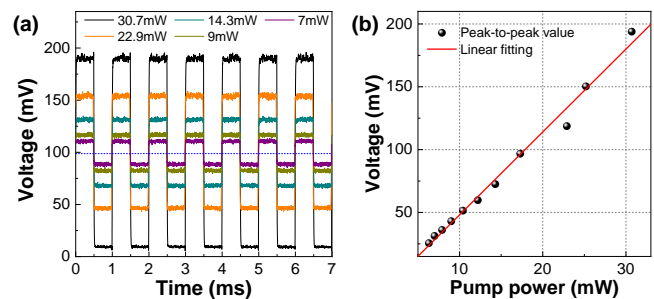 (a)
30.7mW 14.3mW 7mW
22.9mW 9mW
200
150
100
50
0
Voltage (mV)
0 1 2 3 4 5 6 7
Time (ms)
(b)
Peak-to-peak value
Linear fitting
200
150
100
50
Voltage (mV)
10 20 30
Pump power (mW)